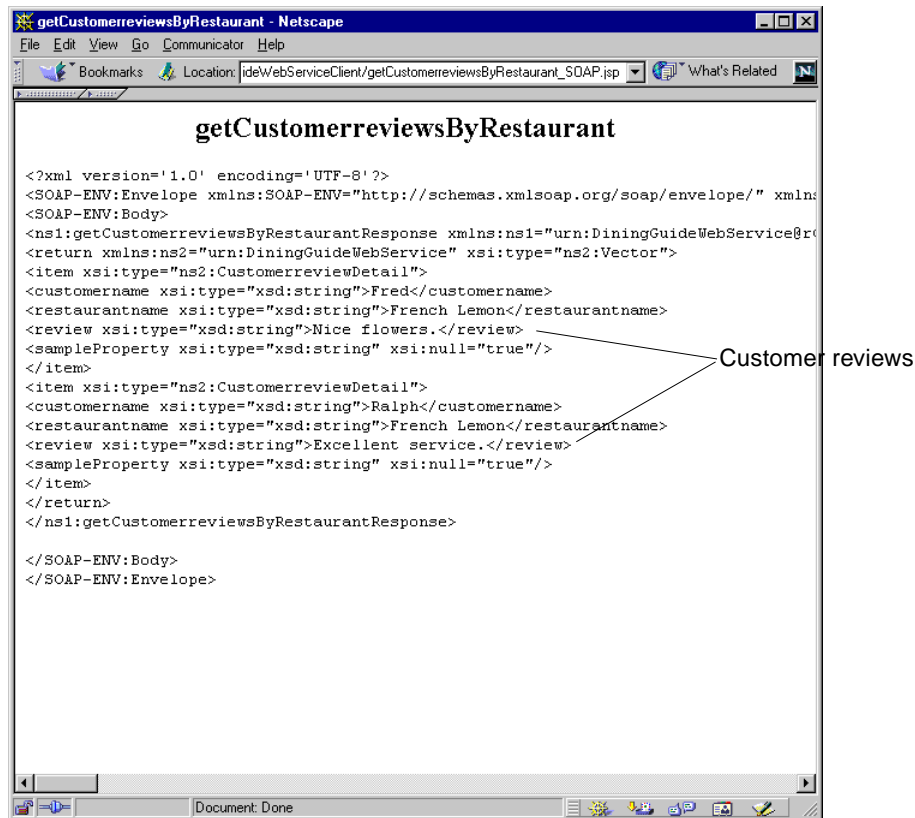 getCustomerreviewsByRestaurant - Netscape
File Edit View Go Communicator Help
Bookmarks Location: ideWebServiceClient/getCustomerreviewsByRestaurant_SOAP.jsp What's Related N
getCustomerreviewsByRestaurant
<?xml version='1.0' encoding='UTF-8'?>
<SOAP-ENV:Envelope xmlns:SOAP-ENV="http://schemas.xmlsoap.org/soap/envelope/" xmlns
<SOAP-ENV:Body>
<ns1:getCustomerreviewsByRestaurantResponse xmlns:ns1="urn:DiningGuideWebService@r
<return xmlns:ns2="urn:DiningGuideWebService" xsi:type="ns2:Vector">
<item xsi:type="ns2:CustomerreviewDetail">
<customername xsi:type="xsd:string">Fred</customername>
<restaurantname xsi:type="xsd:string">French Lemon</restaurantname>
<review xsi:type="xsd:string">Nice flowers.</review>
<sampleProperty xsi:type="xsd:string" xsi:null="true"/>
Customer reviews
</item>
<item xsi:type="ns2:CustomerreviewDetail">
<customername xsi:type="xsd:string">Ralph</customername>
<restaurantname xsi:type="xsd:string">French Lemon</restaurantname>
<review xsi:type="xsd:string">Excellent service.</review>
<sampleProperty xsi:type="xsd:string" xsi:null="true"/>
</item>
</return>
</ns1:getCustomerreviewsByRestaurantResponse>
</SOAP-ENV:Body>
</SOAP-ENV:Envelope>
Document: Done